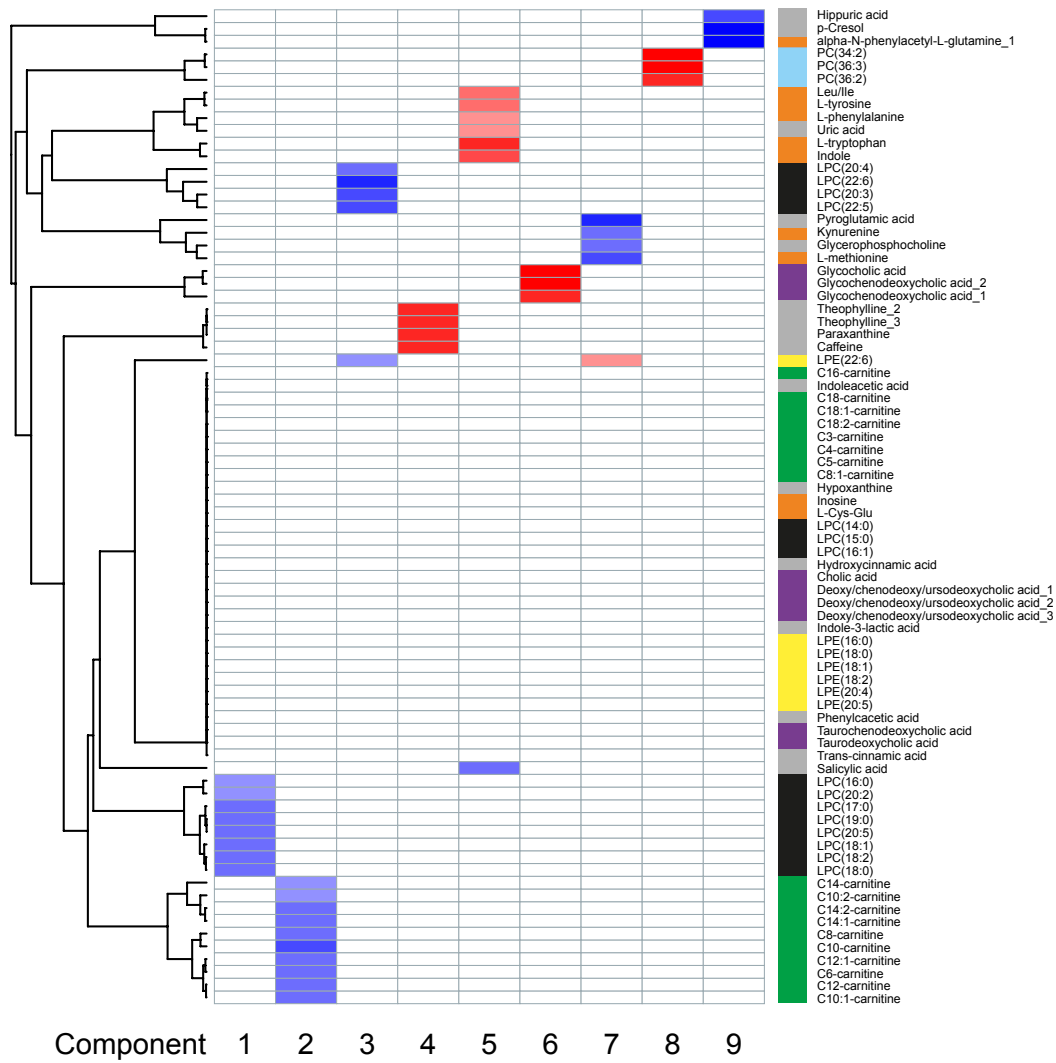 Hippuric acid
p-Cresol
alpha-N-phenylacetyl-L-glutamine_1
PC(34:2)
PC(36:3)
PC(36:2)
Leu/Ile
L-tyrosine
L-phenylalanine
Uric acid
L-tryptophan
Indole
LPC(20:4)
LPC(22:6)
LPC(20:3)
LPC(22:5)
Pyroglutamic acid
Kynurenine
Glycerophosphocholine
L-methionine
Glycocholic acid
Glycochenodeoxycholic acid_2
Glycochenodeoxycholic acid_1
Theophylline_2
Theophylline_3
Paraxanthine
Caffeine
LPE(22:6)
C16-carnitine
Indoleacetic acid
C18-carnitine
C18:1-carnitine
C18:2-carnitine
C3-carnitine
C4-carnitine
C5-carnitine
C8:1-carnitine
Hypoxanthine
Inosine
L-Cys-Glu
LPC(14:0)
LPC(15:0)
LPC(16:1)
Hydroxycinnamic acid
Cholic acid
Deoxy/chenodeoxy/ursodeoxycholic acid_1
Deoxy/chenodeoxy/ursodeoxycholic acid_2
Deoxy/chenodeoxy/ursodeoxycholic acid_3
Indole-3-lactic acid
LPE(16:0)
LPE(18:0)
LPE(18:1)
LPE(18:2)
LPE(20:4)
LPE(20:5)
Phenylcacetic acid
Taurochenodeoxycholic acid
Taurodeoxycholic acid
Trans-cinnamic acid
Salicylic acid
LPC(16:0)
LPC(20:2)
LPC(17:0)
LPC(19:0)
LPC(20:5)
LPC(18:1)
LPC(18:2)
LPC(18:0)
C14-carnitine
C10:2-carnitine
C14:2-carnitine
C14:1-carnitine
C8-carnitine
C10-carnitine
C12:1-carnitine
C6-carnitine
C12-carnitine
C10:1-carnitine
Component 1 2 3 4 5 6 7 8 9